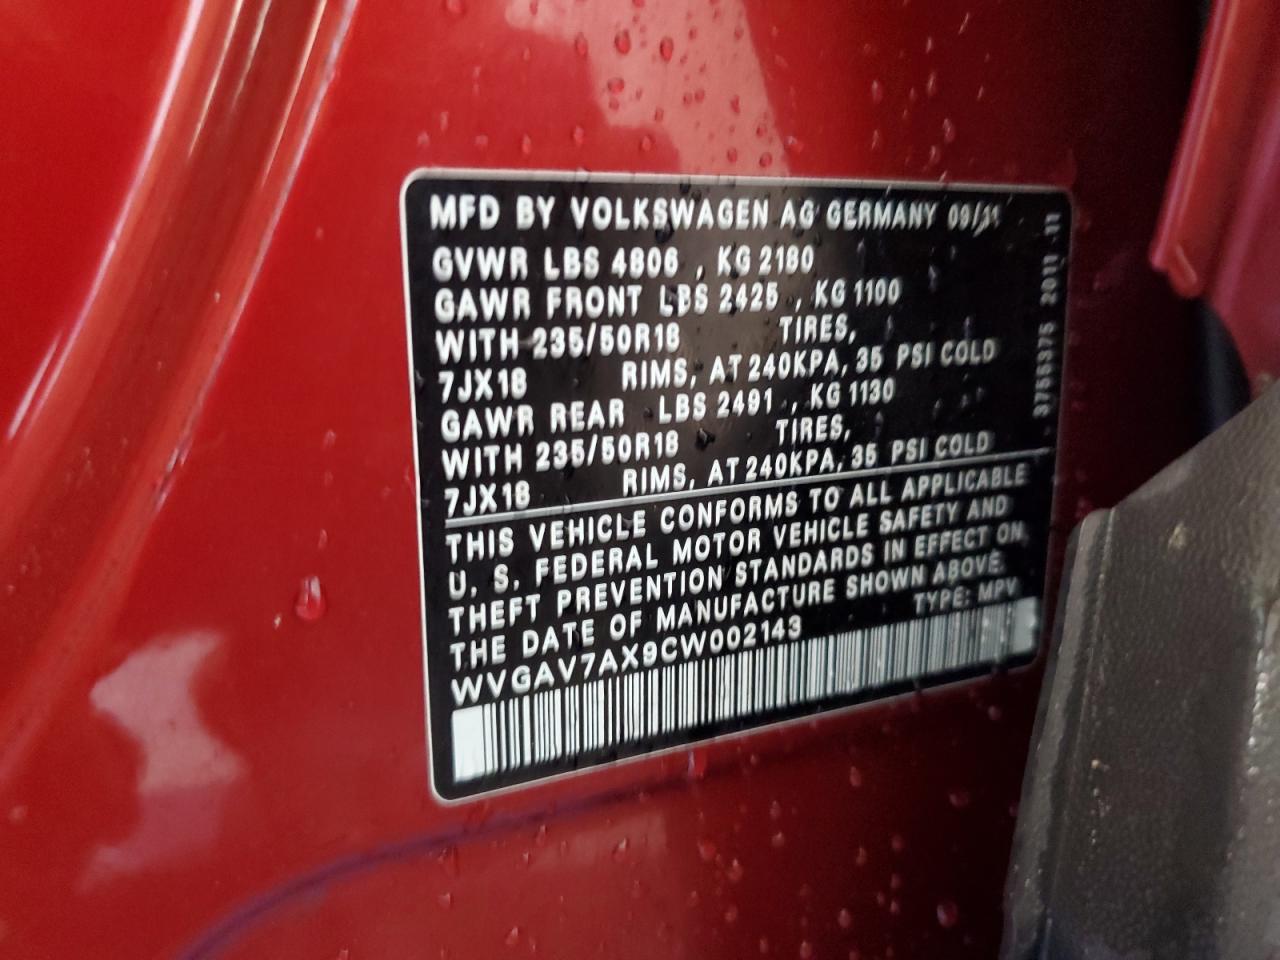 MFD BY VOLKSWAGEN AG GERMANY 09/11
GVWR LBS 4806 , KG 2180
GAWR FRONT LBS 2425 , KG 1100
WITH 235/50R18 TIRES,
7JX18 RIMS, AT 240KPA, 35 PSI COLD
GAWR REAR LBS 2491 , KG 1130
WITH 235/50R18 TIRES,
7JX18 RIMS, AT 240KPA, 35 PSI COLD
THIS VEHICLE CONFORMS TO ALL APPLICABLE
U. S. FEDERAL MOTOR VEHICLE SAFETY AND
THEFT PREVENTION STANDARDS IN EFFECT ON
THE DATE OF MANUFACTURE SHOWN ABOVE.
WVGAV7AX9CW002143 TYPE: MPV
3756375 2011 11